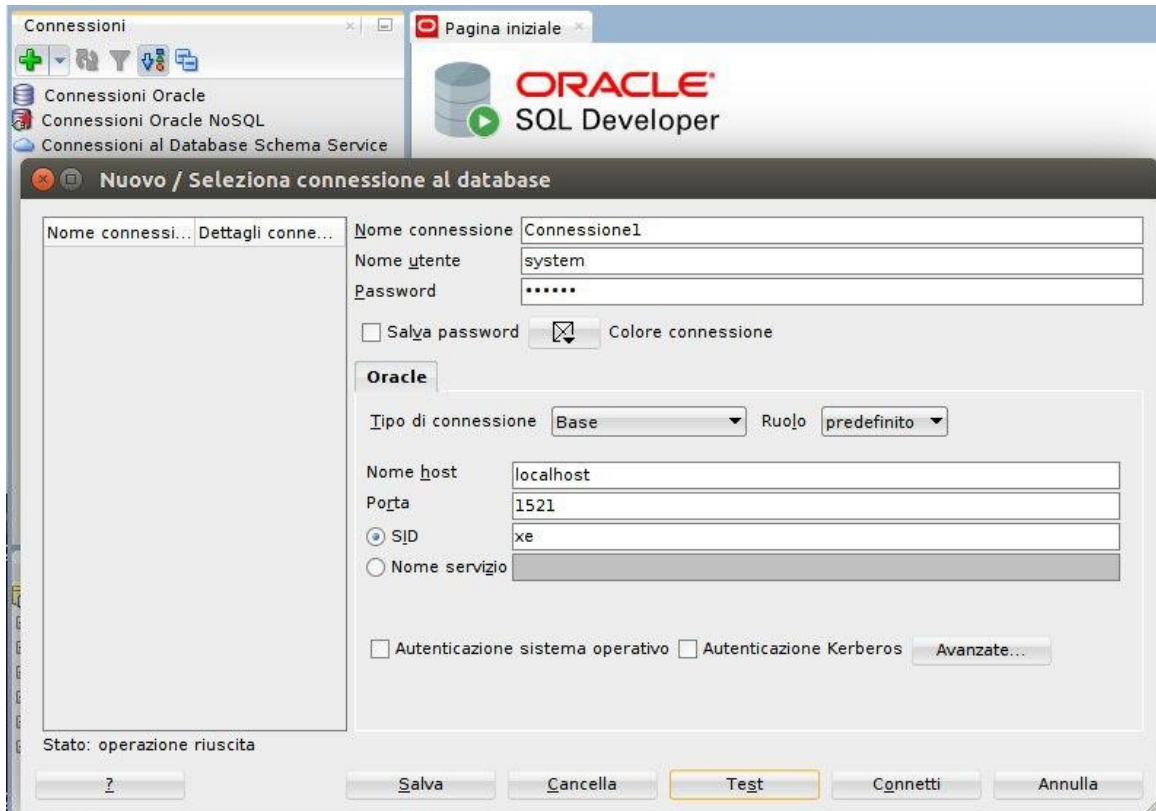 Connessioni
Pagina iniziale
Connessioni Oracle
Connessioni Oracle NoSQL
Connessioni al Database Schema Service
ORACLE
SQL Developer
Nuovo / Seleziona connessione al database
Nome connessi... Dettagli conne...
Nome connessione Connessione1
Nome utente system
Password ••••••
Salva password Colore connessione
Oracle
Tipo di connessione Base Ruolo predefinito
Nome host localhost
Porta 1521
SID xe
Nome servizio
Autenticazione sistema operativo Autenticazione Kerberos Avanzate...
Stato: operazione riuscita
? Salva Cancella Test Connetti Annulla